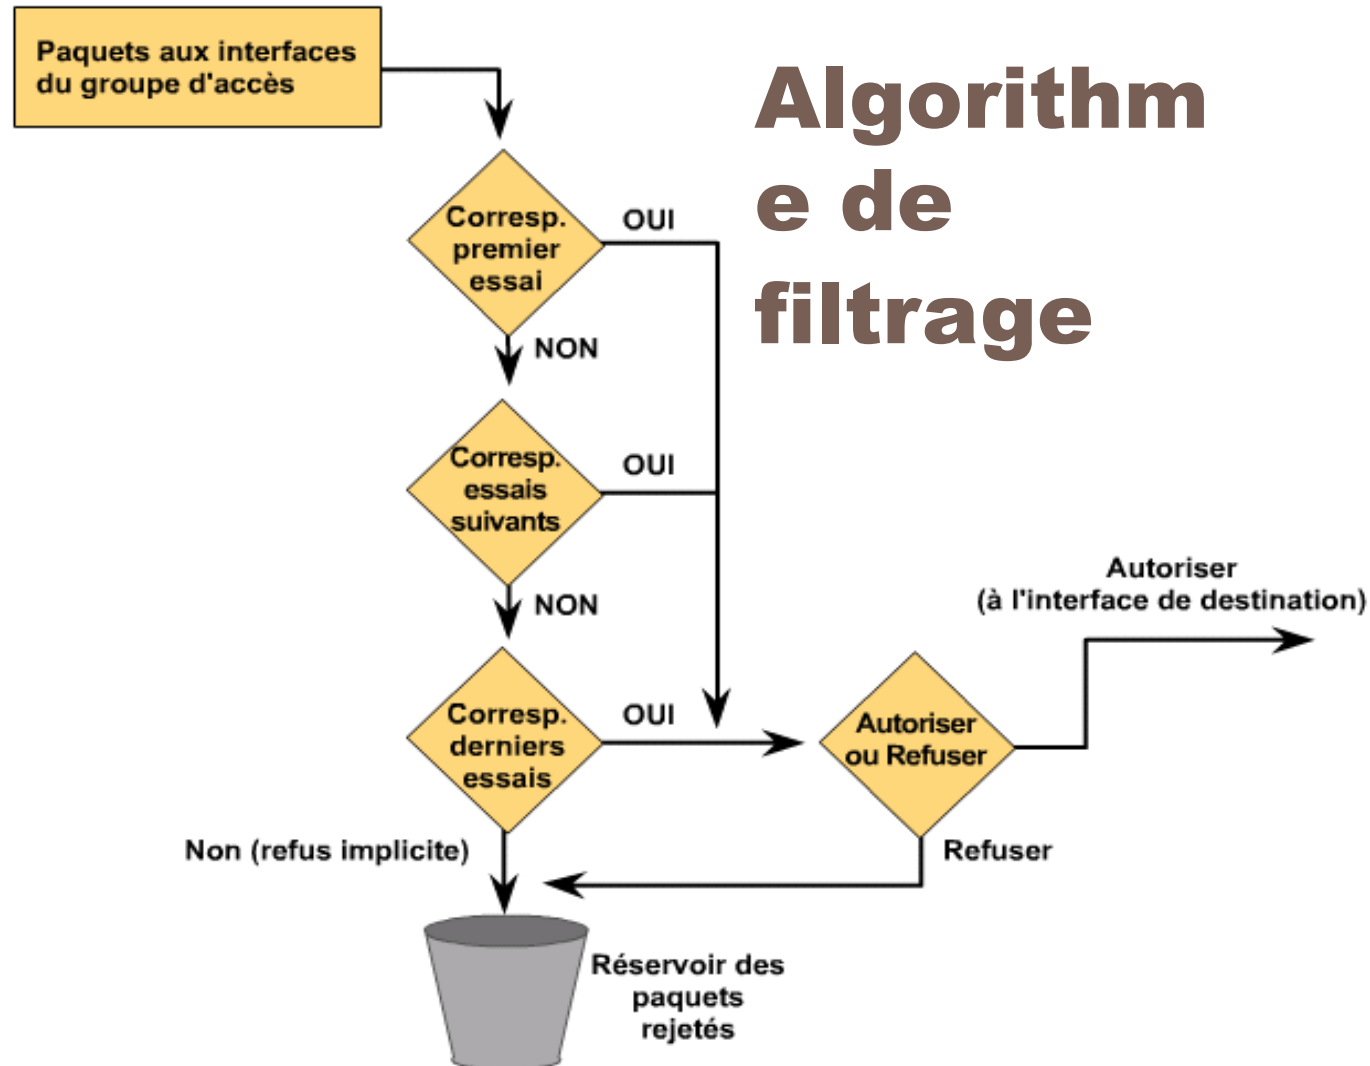 Paquets aux interfaces
du groupe d'accès
Algorithm
e de
filtrage
Corresp.
premier
essai
OUI
NON
Corresp.
essais
suivants
OUI
NON
Autoriser
(à l'interface de destination)
Corresp.
derniers
essais
OUI
Autoriser
ou Refuser
Non (refus implicite)
Refuser
Réservoir des
paquets
rejetés